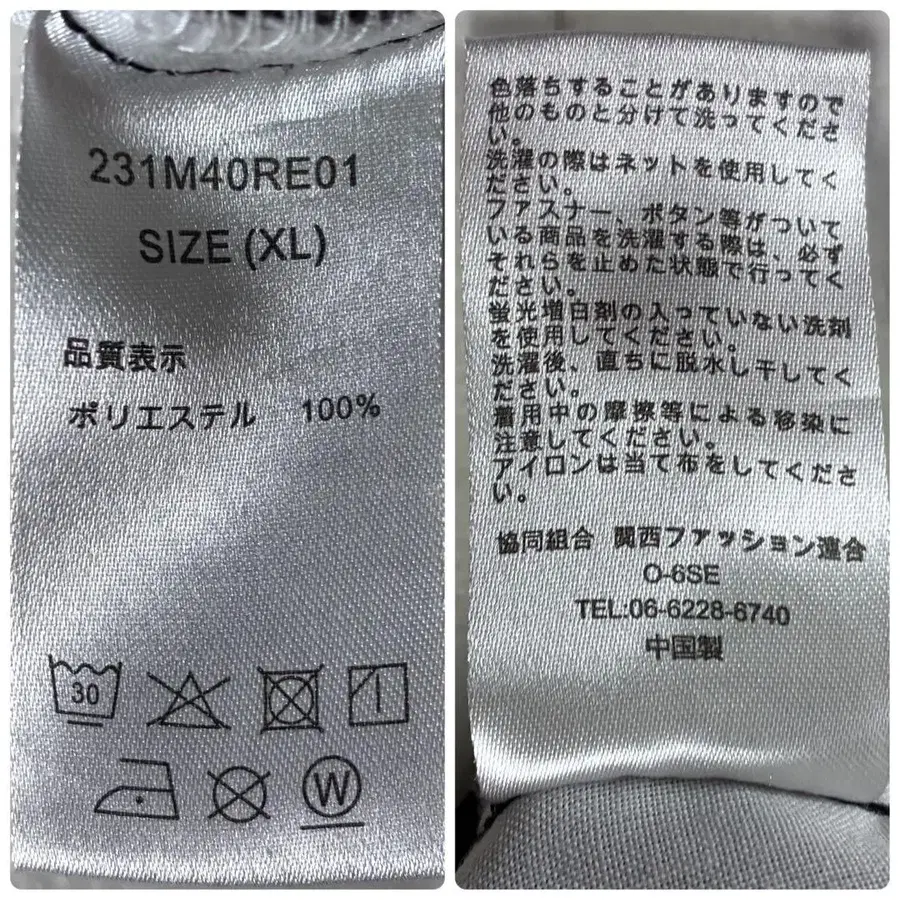 231M40RE01
SIZE (XL)
品質表示
ポリエステル 100%
30
W
色落ちすることがありますので
他のものと分けて洗ってくださ
い。
洗濯の際はネットを使用してく
ださい。
ファスナー、ボタン等がついて
いる商品を洗濯する際は、必ず
それらを止めた状態で行ってく
ださい。
蛍光増白剤の入っていない洗剤
を使用してください。
洗濯後、直ちに脱水し干してく
ださい。
着用中の摩擦等による移染に
注意してください。
アイロンは当て布をしてくださ
い。
協同組合 関西ファッション連合
O-6SE
TEL:06-6228-6740
中国製